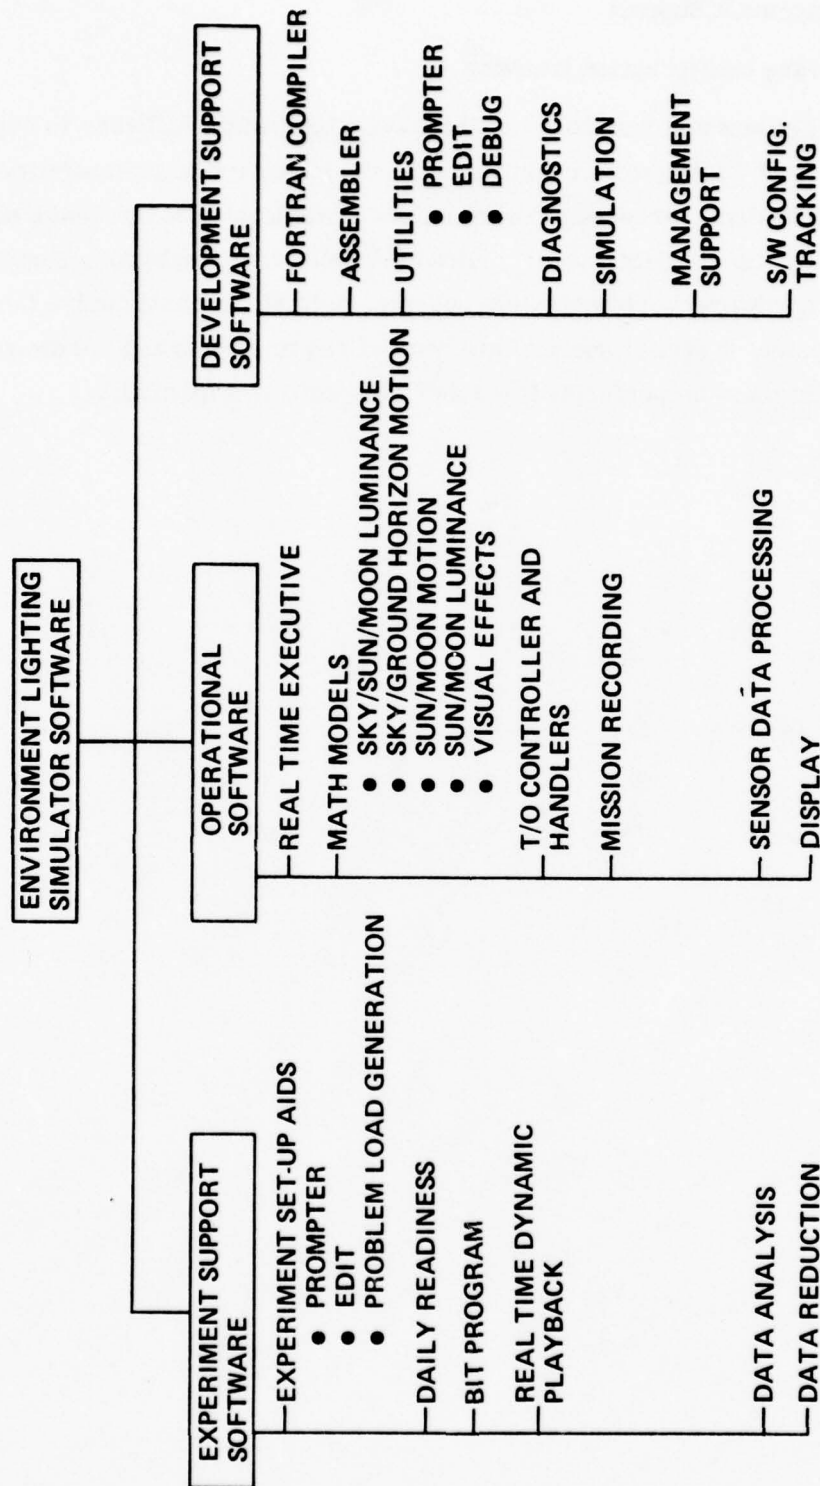 ENVIRONMENT LIGHTING
SIMULATOR SOFTWARE
EXPERIMENT SUPPORT
SOFTWARE
EXPERIMENT SET-UP AIDS
• PROMPTER
• EDIT
• PROBLEM LOAD GENERATION
DAILY READINESS
BIT PROGRAM
REAL TIME DYNAMIC
PLAYBACK
DATA ANALYSIS
DATA REDUCTION
OPERATIONAL
SOFTWARE
REAL TIME EXECUTIVE
MATH MODELS
• SKY/SUN/MOON LUMINANCE
• SKY/GROUND HORIZON MOTION
• SUN/MOON MOTION
• SUN/MOON LUMINANCE
• VISUAL EFFECTS
T/O CONTROLLER AND
HANDLERS
MISSION RECORDING
SENSOR DATA PROCESSING
DISPLAY
DEVELOPMENT SUPPORT
SOFTWARE
FORTRAN COMPILER
ASSEMBLER
UTILITIES
• PROMPTER
• EDIT
• DEBUG
DIAGNOSTICS
SIMULATION
MANAGEMENT
SUPPORT
S/W CONFIG.
TRACKING